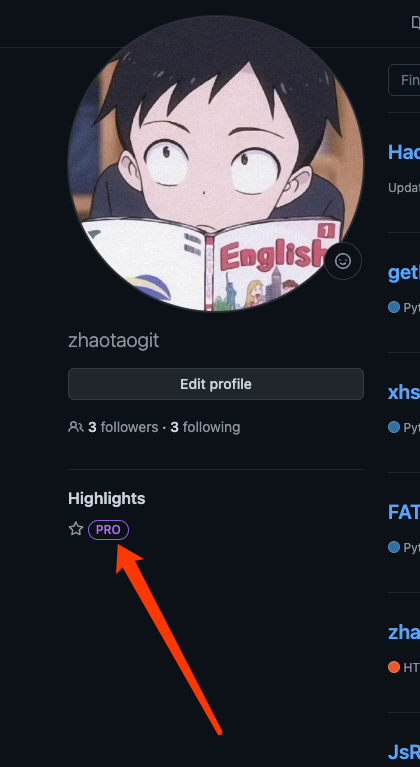 English 1
zhaotaogit
Edit profile
3 followers · 3 following
Highlights
PRO
Fin
Hac
Upda
get
Pyt
xhs
Pyt
FAT
Pyt
zha
HT
JsR